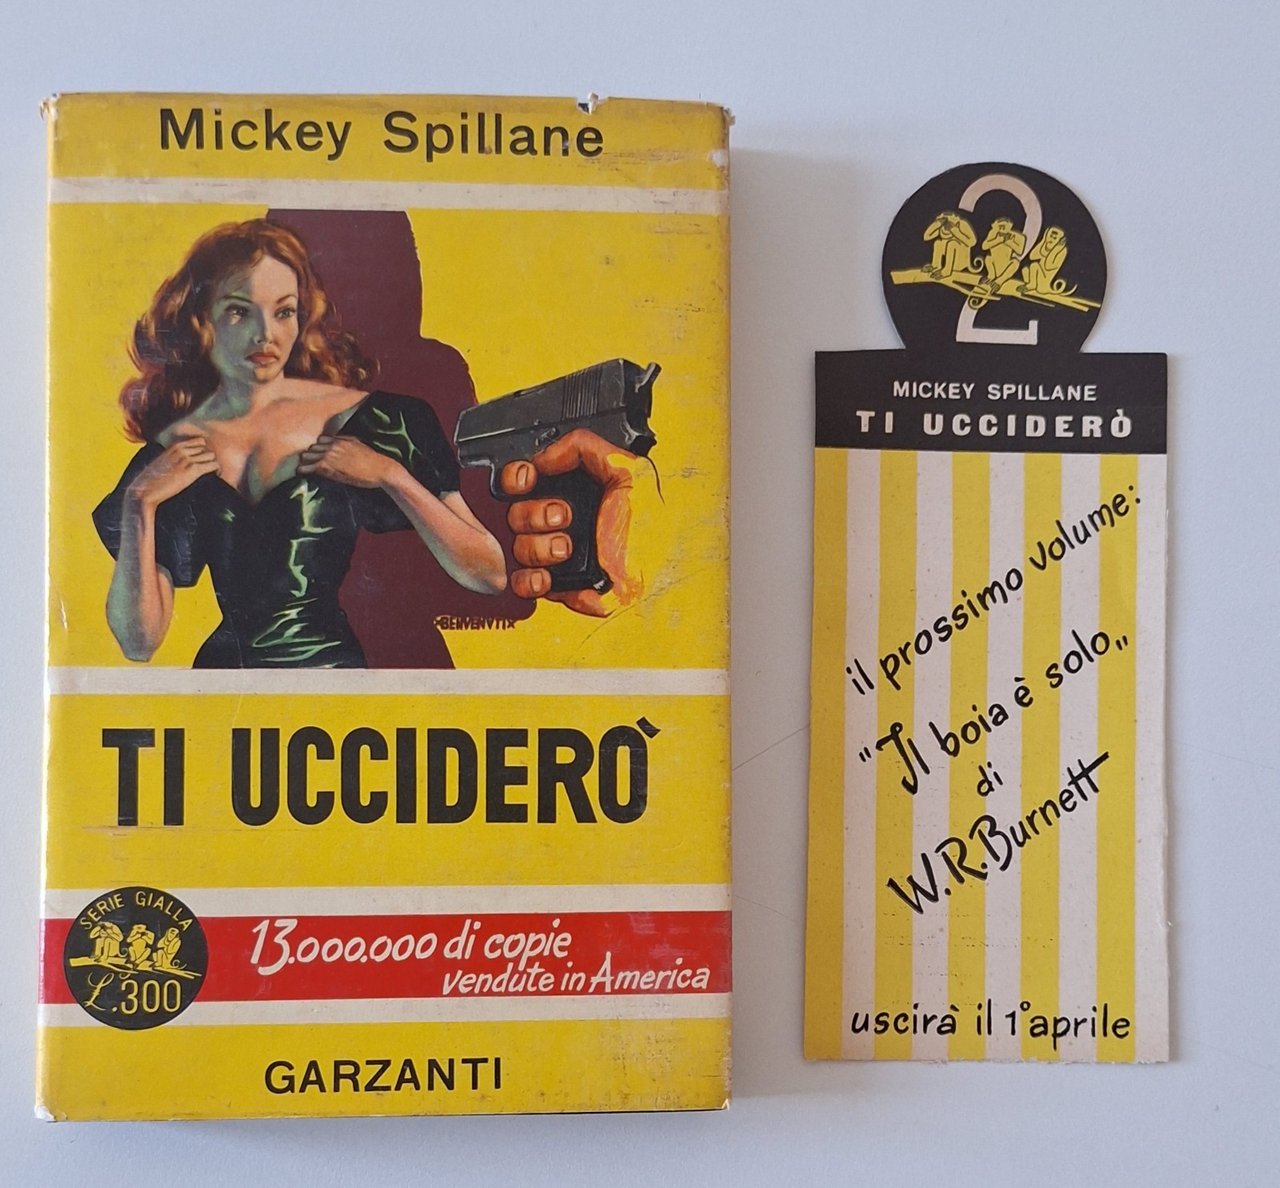 Mickey Spillane
BENVENUTI
TI UCCIDERO'
SERIE GIALLA
L.300
13.000.000 di copie
vendute in America
GARZANTI
2
MICKEY SPILLANE
TI UCCIDERÒ
il prossimo volume:
"Il boia è solo„
di
W.R.Burnett
uscirà il 1° aprile